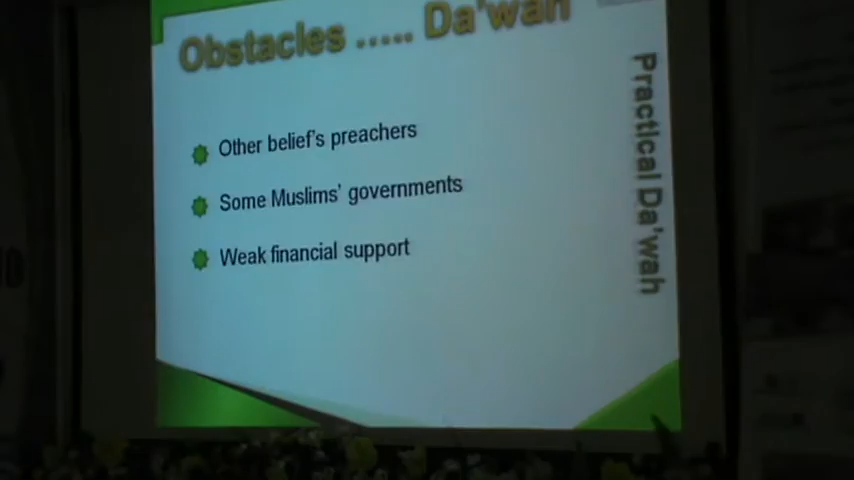 Obstacles ..... Da'wah
Other belief's preachers
Some Muslims' governments
Weak financial support
Practical Da'wah